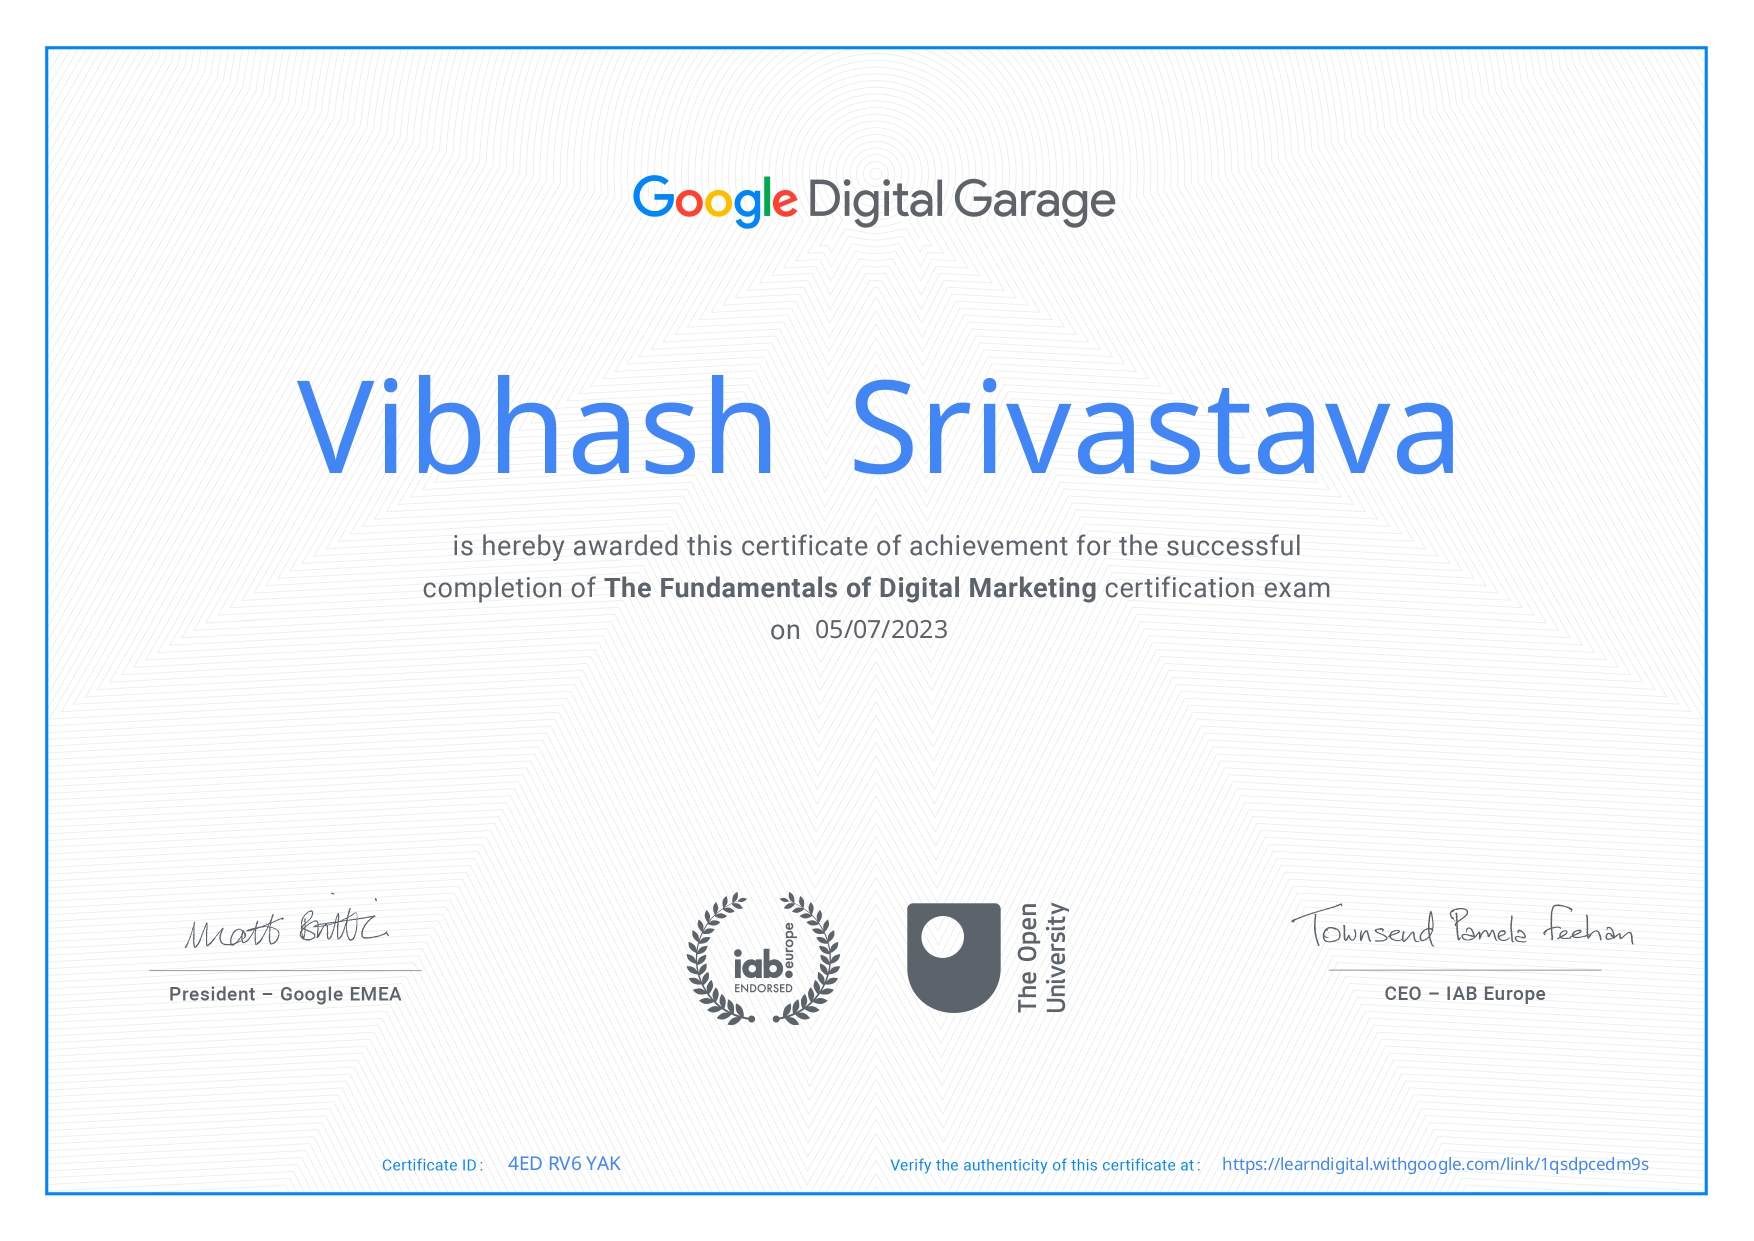 Google Digital Garage
Vibhash Srivastava
is hereby awarded this certificate of achievement for the successful
completion of The Fundamentals of Digital Marketing certification exam
on 05/07/2023
Matt Brittin
President – Google EMEA
iab.
europe
ENDORSED
The Open
University
Townsend Pamela Feehan
CEO – IAB Europe
Certificate ID : 4ED RV6 YAK
Verify the authenticity of this certificate at : https://learndigital.withgoogle.com/link/1qsdpcedm9s